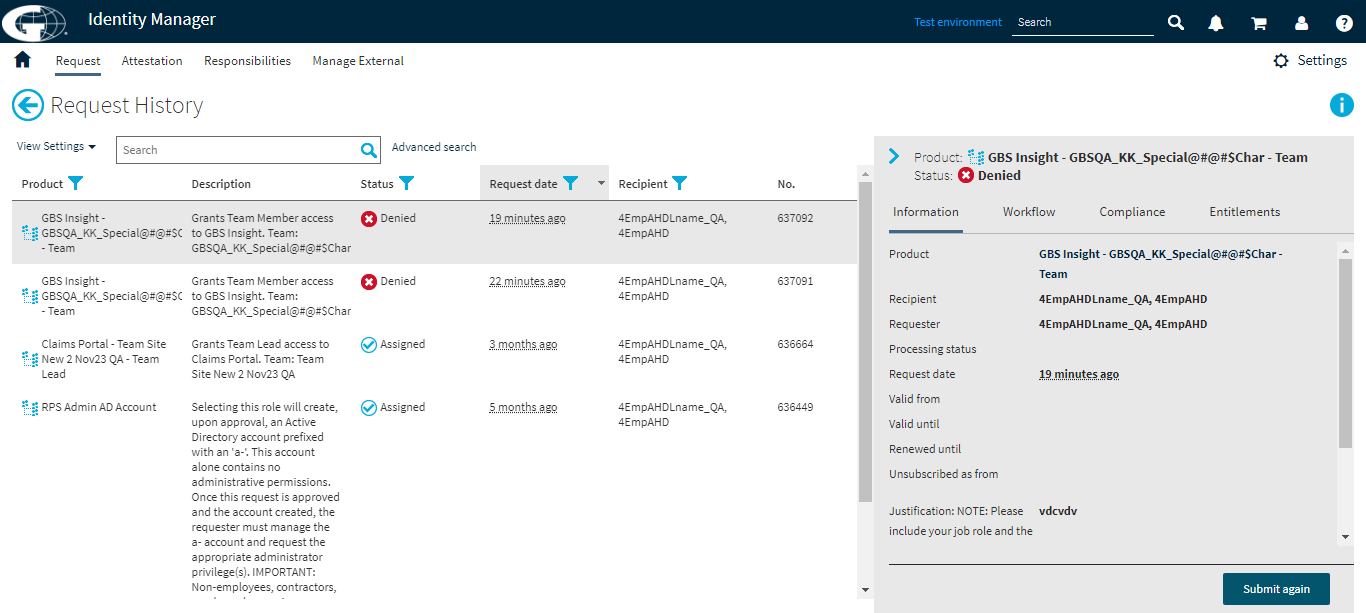 Identity Manager
Test environment
Search
Request
Attestation
Responsibilities
Manage External
Settings
Request History
View Settings
Search
Advanced search
Product
Description
Status
Request date
Recipient
No.
GBS Insight -
GBSQA_KK_Special@#@#$C
- Team
Grants Team Member access
to GBS Insight. Team:
GBSQA_KK_Special@#@#$Char
Denied
19 minutes ago
4EmpAHDLname_QA,
4EmpAHD
637092
GBS Insight -
GBSQA_KK_Special@#@#$C
- Team
Grants Team Member access
to GBS Insight. Team:
GBSQA_KK_Special@#@#$Char
Denied
22 minutes ago
4EmpAHDLname_QA,
4EmpAHD
637091
Claims Portal - Team Site
New 2 Nov23 QA - Team
Lead
Grants Team Lead access to
Claims Portal. Team: Team
Site New 2 Nov23 QA
Assigned
3 months ago
4EmpAHDLname_QA,
4EmpAHD
636664
RPS Admin AD Account
Selecting this role will create,
upon approval, an Active
Directory account prefixed
with an 'a-'. This account
alone contains no
administrative permissions.
Once this request is approved
and the account created, the
requester must manage the
a- account and request the
appropriate administrator
privilege(s). IMPORTANT:
Non-employees, contractors,
Assigned
5 months ago
4EmpAHDLname_QA,
4EmpAHD
636449
Product: GBS Insight - GBSQA_KK_Special@#@#$Char - Team
Status: Denied
Information
Workflow
Compliance
Entitlements
Product
GBS Insight - GBSQA_KK_Special@#@#$Char -
Team
Recipient
4EmpAHDLname_QA, 4EmpAHD
Requester
4EmpAHDLname_QA, 4EmpAHD
Processing status
Request date
19 minutes ago
Valid from
Valid until
Renewed until
Unsubscribed as from
Justification: NOTE: Please
include your job role and the
vdcvdv
Submit again